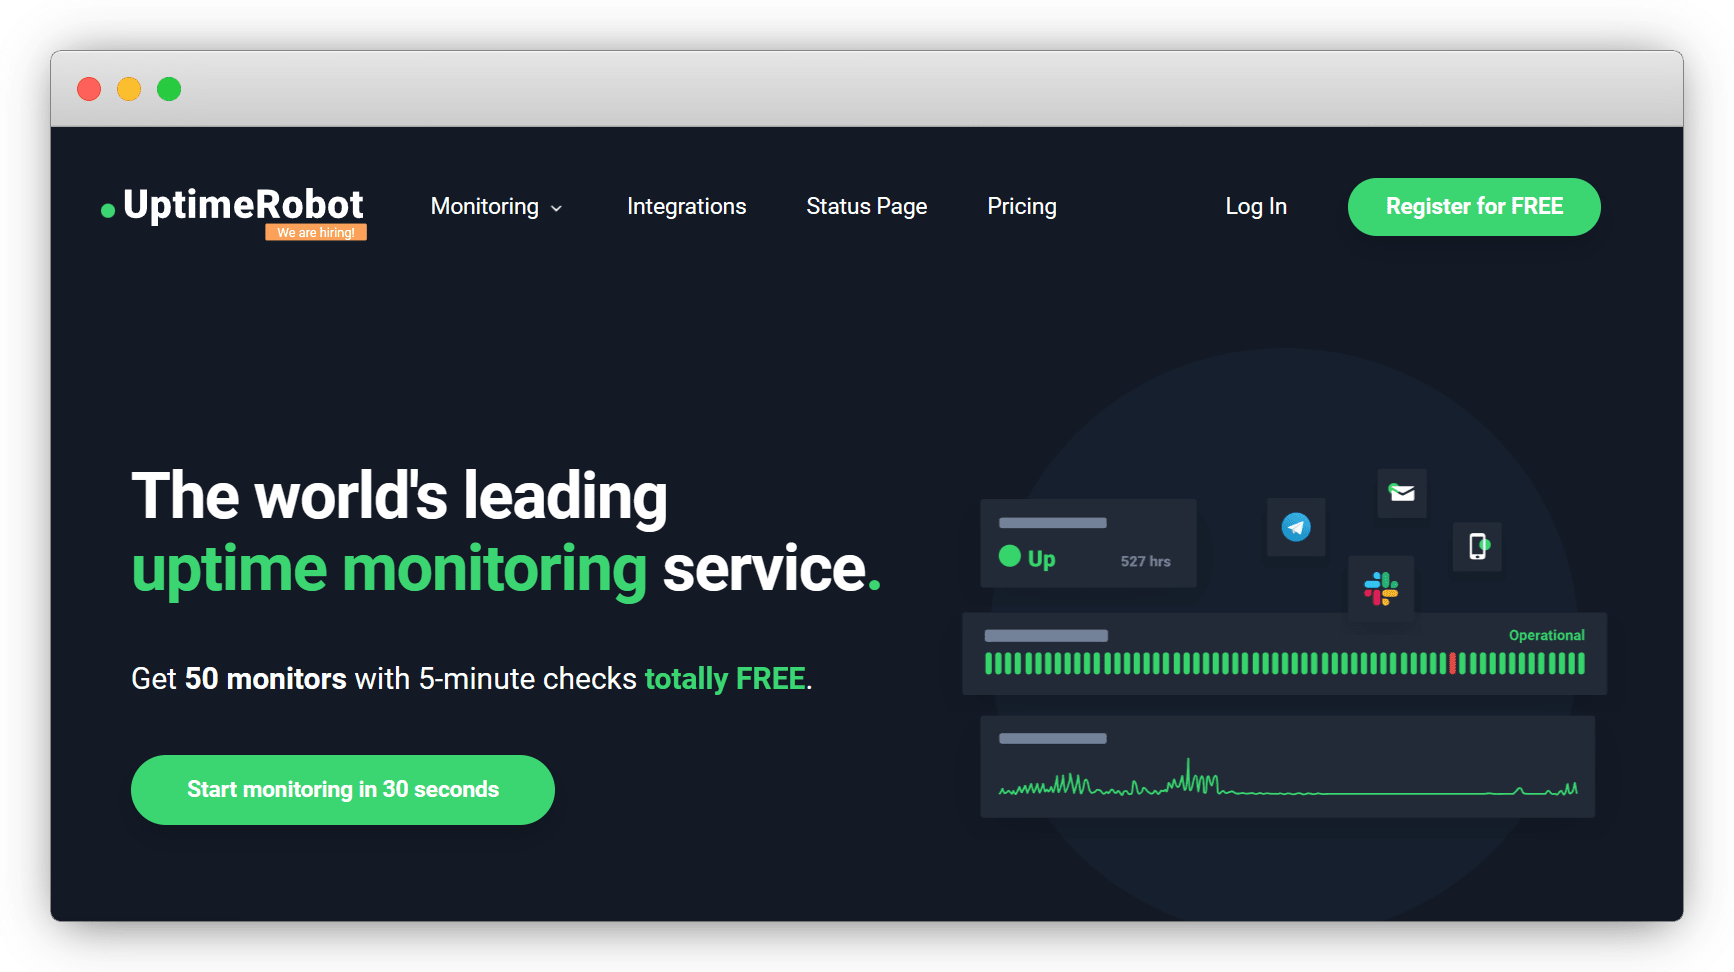 UptimeRobot
We are hiring!
Monitoring
Integrations
Status Page
Pricing
Log In
Register for FREE
The world's leading
uptime monitoring service.
Get 50 monitors with 5-minute checks totally FREE.
Start monitoring in 30 seconds
Up
527 hrs
Operational